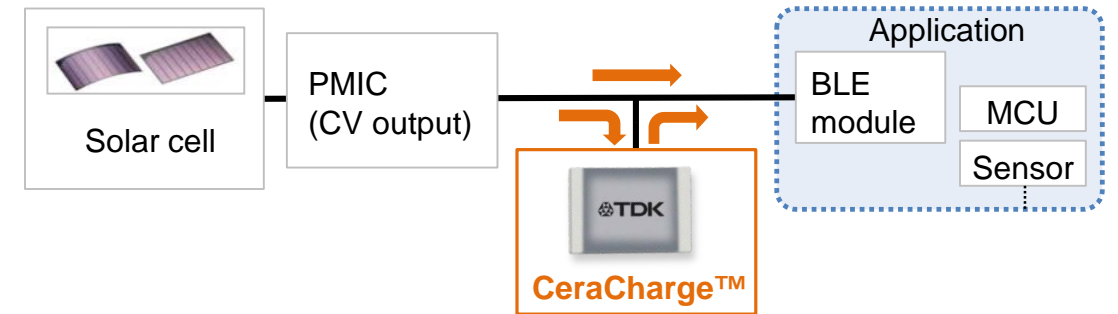 Solar cell
PMIC
(CV output)
Application
BLE
module
MCU
Sensor
TDK
CeraCharge™